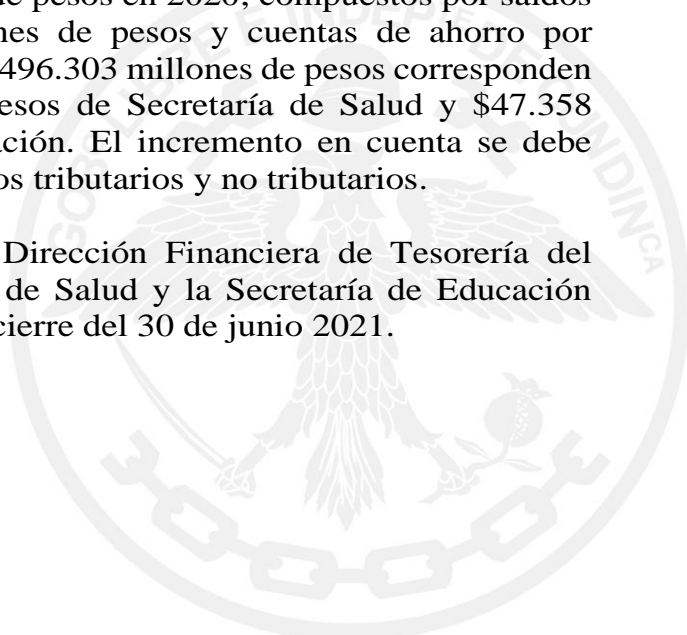 de pesos en 2020, compuestos por saldos
nes de pesos y cuentas de ahorro por
496.303 millones de pesos corresponden
esos de Secretaría de Salud y $47.358
ación. El incremento en cuenta se debe
os tributarios y no tributarios.
Dirección Financiera de Tesorería del
de Salud y la Secretaría de Educación
cierre del 30 de junio 2021.